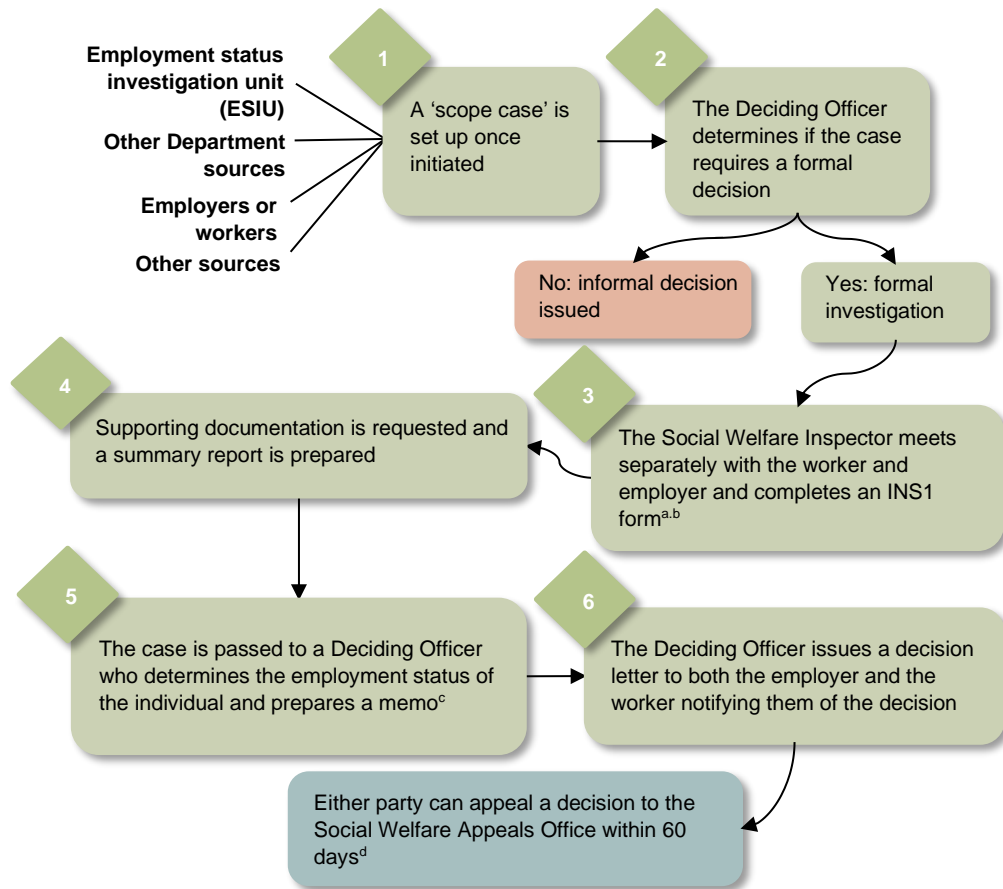 Employment status
investigation unit
(ESIU)
Other Department
sources
Employers or
workers
Other sources
1
A ‘scope case’ is
set up once
initiated
2
The Deciding Officer
determines if the case
requires a formal
decision
No: informal decision
issued
Yes: formal
investigation
3
The Social Welfare Inspector meets
separately with the worker and
employer and completes an INS1
form a.b
4
Supporting documentation is requested and
a summary report is prepared
5
The case is passed to a Deciding Officer
who determines the employment status of
the individual and prepares a memo c
6
The Deciding Officer issues a decision
letter to both the employer and the
worker notifying them of the decision
Either party can appeal a decision to the
Social Welfare Appeals Office within 60
days d